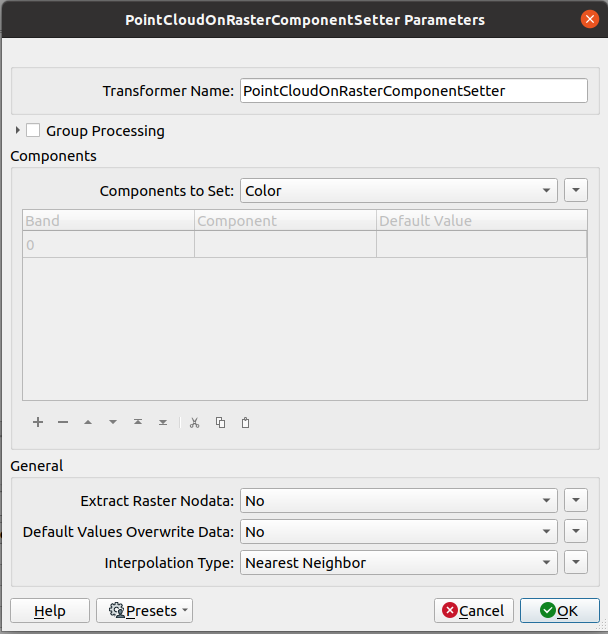 PointCloudOnRasterComponentSetter Parameters
Transformer Name: PointCloudOnRasterComponentSetter
Group Processing
Components
Components to Set: Color
Band Component Default Value
0
General
Extract Raster Nodata: No
Default Values Overwrite Data: No
Interpolation Type: Nearest Neighbor
Help Presets Cancel OK